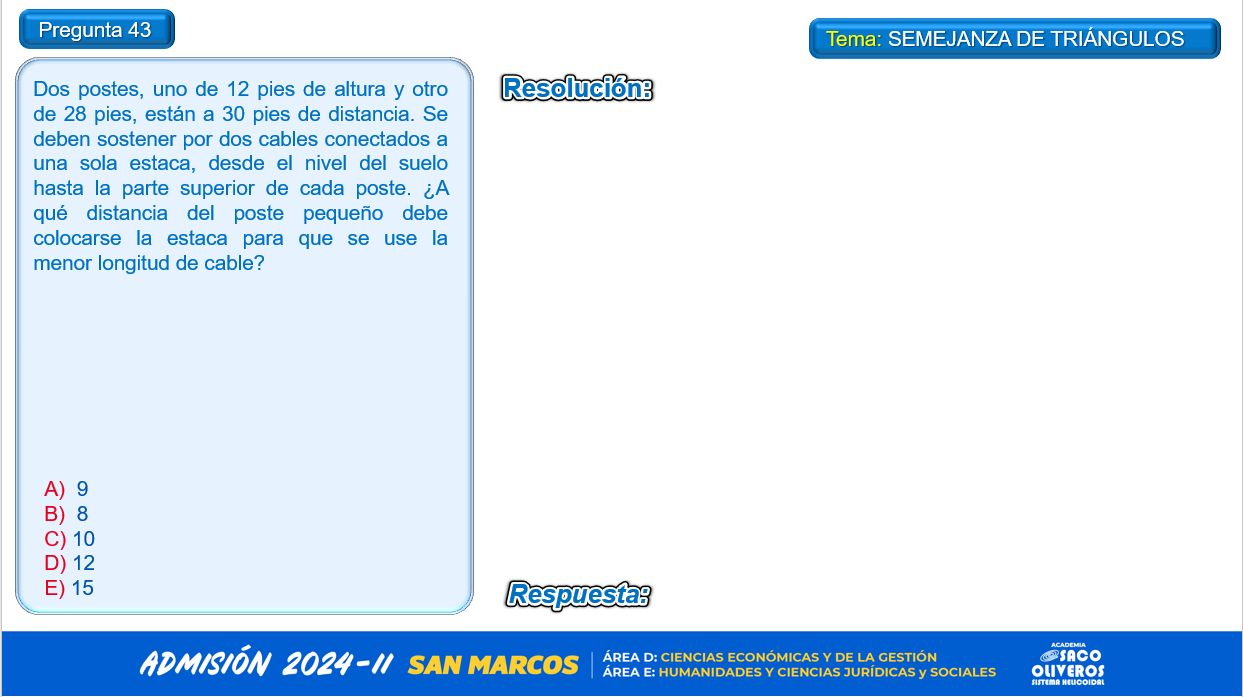 Pregunta 43
Tema: SEMEJANZA DE TRIÁNGULOS
Dos postes, uno de 12 pies de altura y otro
de 28 pies, están a 30 pies de distancia. Se
deben sostener por dos cables conectados a
una sola estaca, desde el nivel del suelo
hasta la parte superior de cada poste. ¿A
qué distancia del poste pequeño debe
colocarse la estaca para que se use la
menor longitud de cable?
A) 9
B) 8
C) 10
D) 12
E) 15
Resolución:
Respuesta:
ADMISIÓN 2024-II SAN MARCOS
ÁREA D: CIENCIAS ECONÓMICAS Y DE LA GESTIÓN
ÁREA E: HUMANIDADES Y CIENCIAS JURÍDICAS y SOCIALES
ACADEMIA
SACO
OLIVEROS
SISTEMA HELICOIDAL